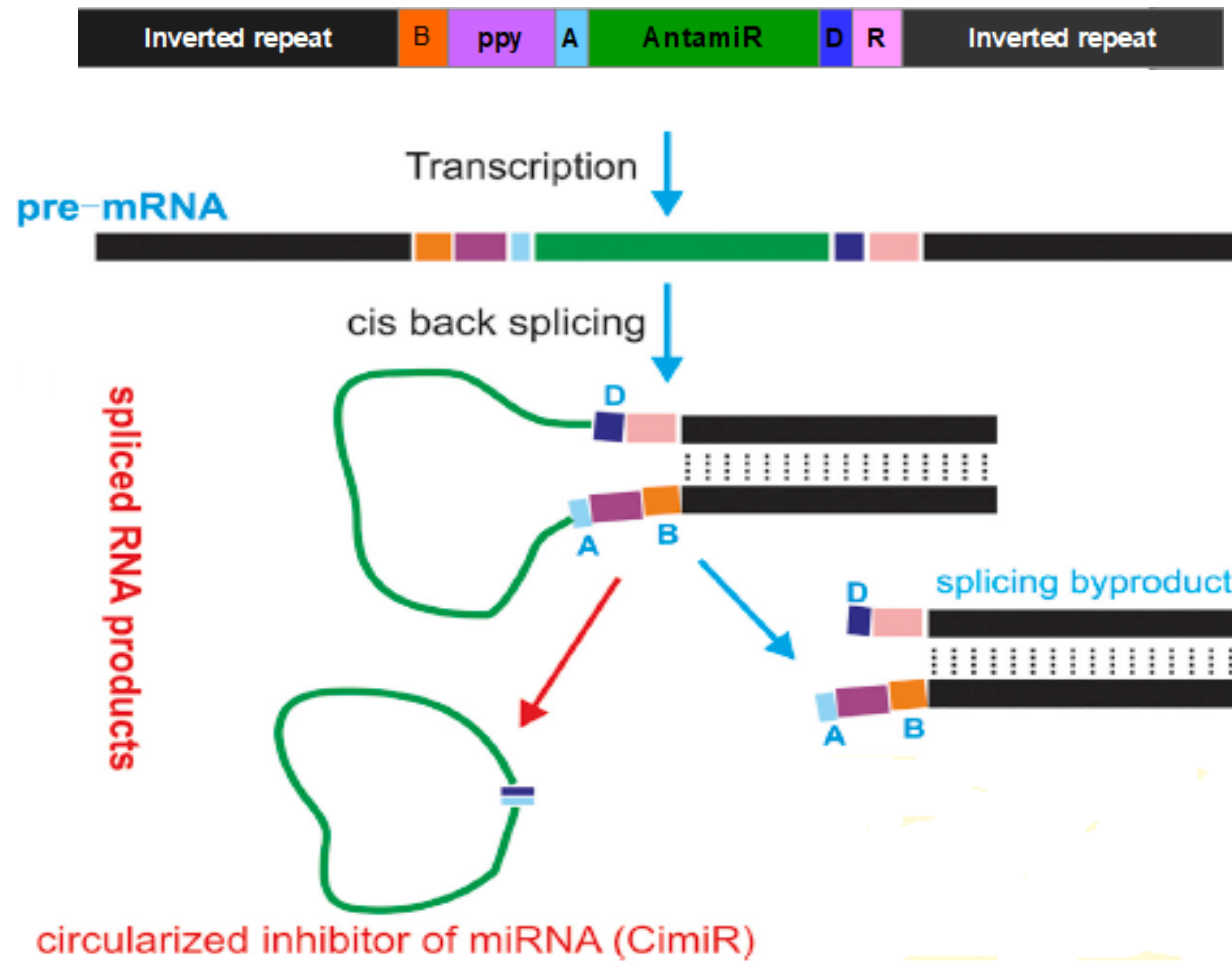 Inverted repeat B ppy A AntamiR D R Inverted repeat
Transcription
pre-mRNA
cis back splicing
spliced RNA products
D
A
B
splicing byproduct
D
A
B
circularized inhibitor of miRNA (CimiR)